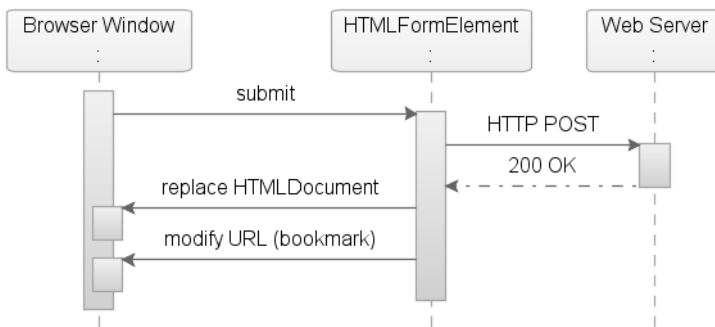 Browser Window
:
HTMLFormElement
:
Web Server
:
submit
HTTP POST
200 OK
replace HTMLDocument
modify URL (bookmark)